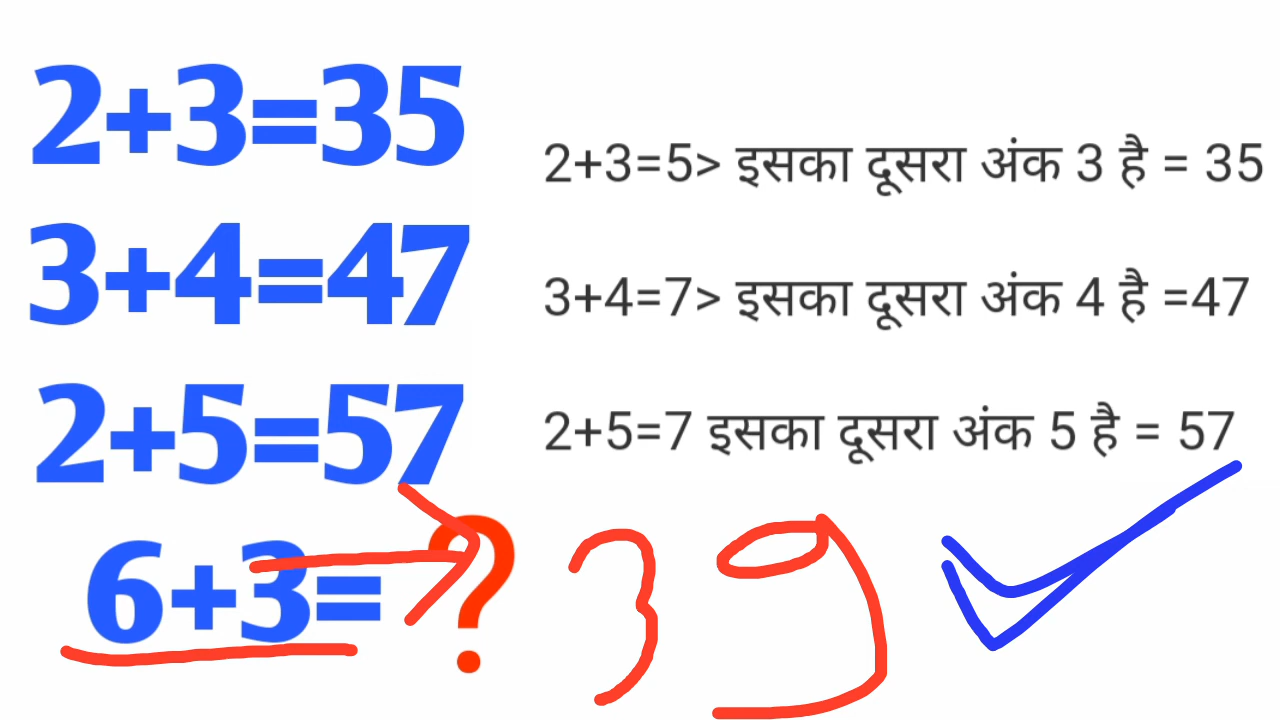 2+3=35
2+3=5> इसका दूसरा अंक 3 है = 35
3+4=47
3+4=7> इसका दूसरा अंक 4 है =47
2+5=57
2+5=7 इसका दूसरा अंक 5 है = 57
6+3=? 39